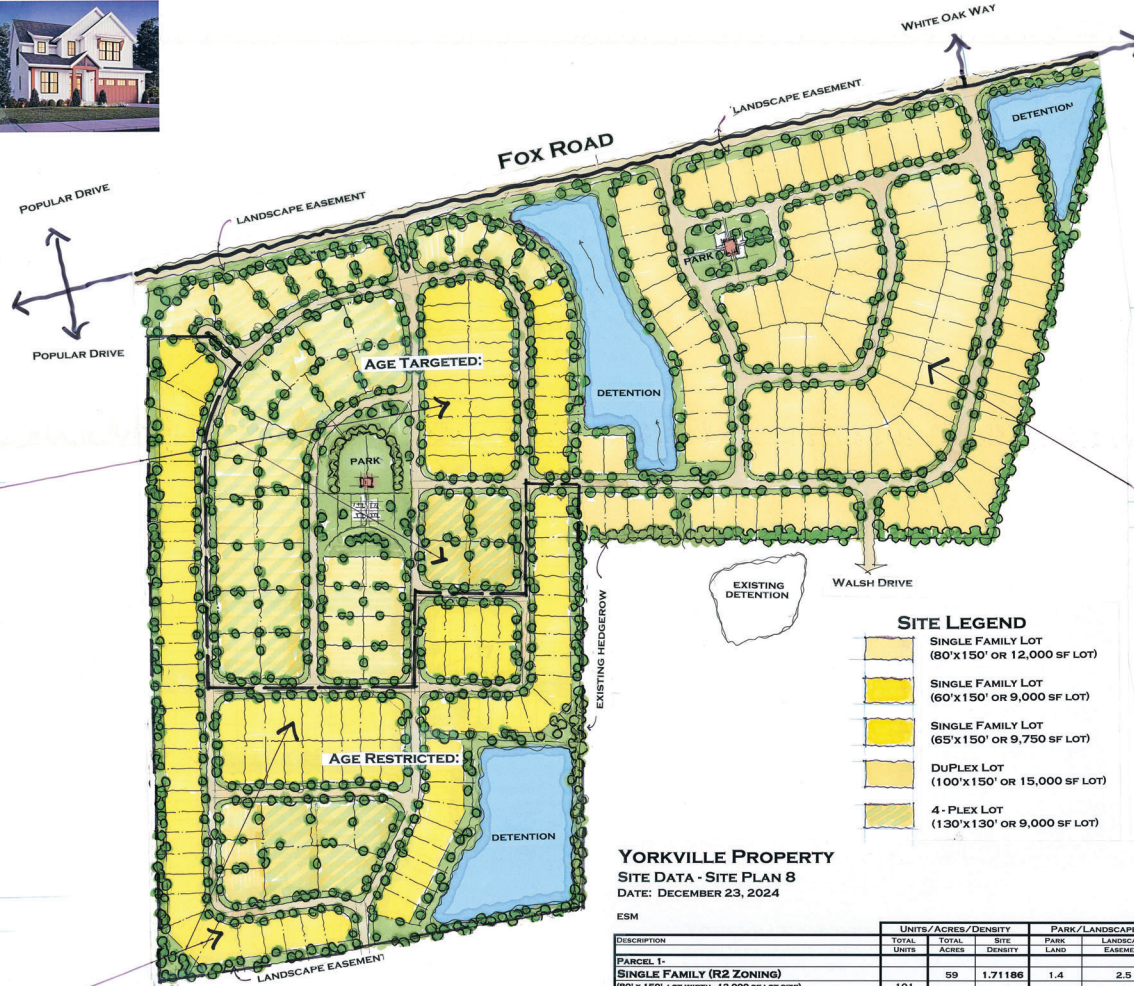 WHITE OAK WAY
LANDSCAPE EASEMENT
DETENTION
FOX ROAD
POPULAR DRIVE
LANDSCAPE EASEMENT
PARK
POPULAR DRIVE
AGE TARGETED:
DETENTION
PARK
EXISTING HEDGEROW
EXISTING
DETENTION
WALSH DRIVE
SITE LEGEND
SINGLE FAMILY LOT
(80'X150' OR 12,000 SF LOT)
SINGLE FAMILY LOT
(60'X150' OR 9,000 SF LOT)
SINGLE FAMILY LOT
(65'X150' OR 9,750 SF LOT)
DUPLEX LOT
(100'X150' OR 15,000 SF LOT)
4-PLEX LOT
(130'X130' OR 9,000 SF LOT)
AGE RESTRICTED:
DETENTION
LANDSCAPE EASEMENT
YORKVILLE PROPERTY
SITE DATA - SITE PLAN 8
DATE: DECEMBER 23, 2024
ESM
UNITS/ACRES/DENSITY PARK/LANDSCAPE
DESCRIPTION TOTAL TOTAL SITE PARK
UNITS ACRES DENSITY LAND
PARCEL 1-
SINGLE FAMILY (R2 ZONING) 59 1.71186 1.4 2.5